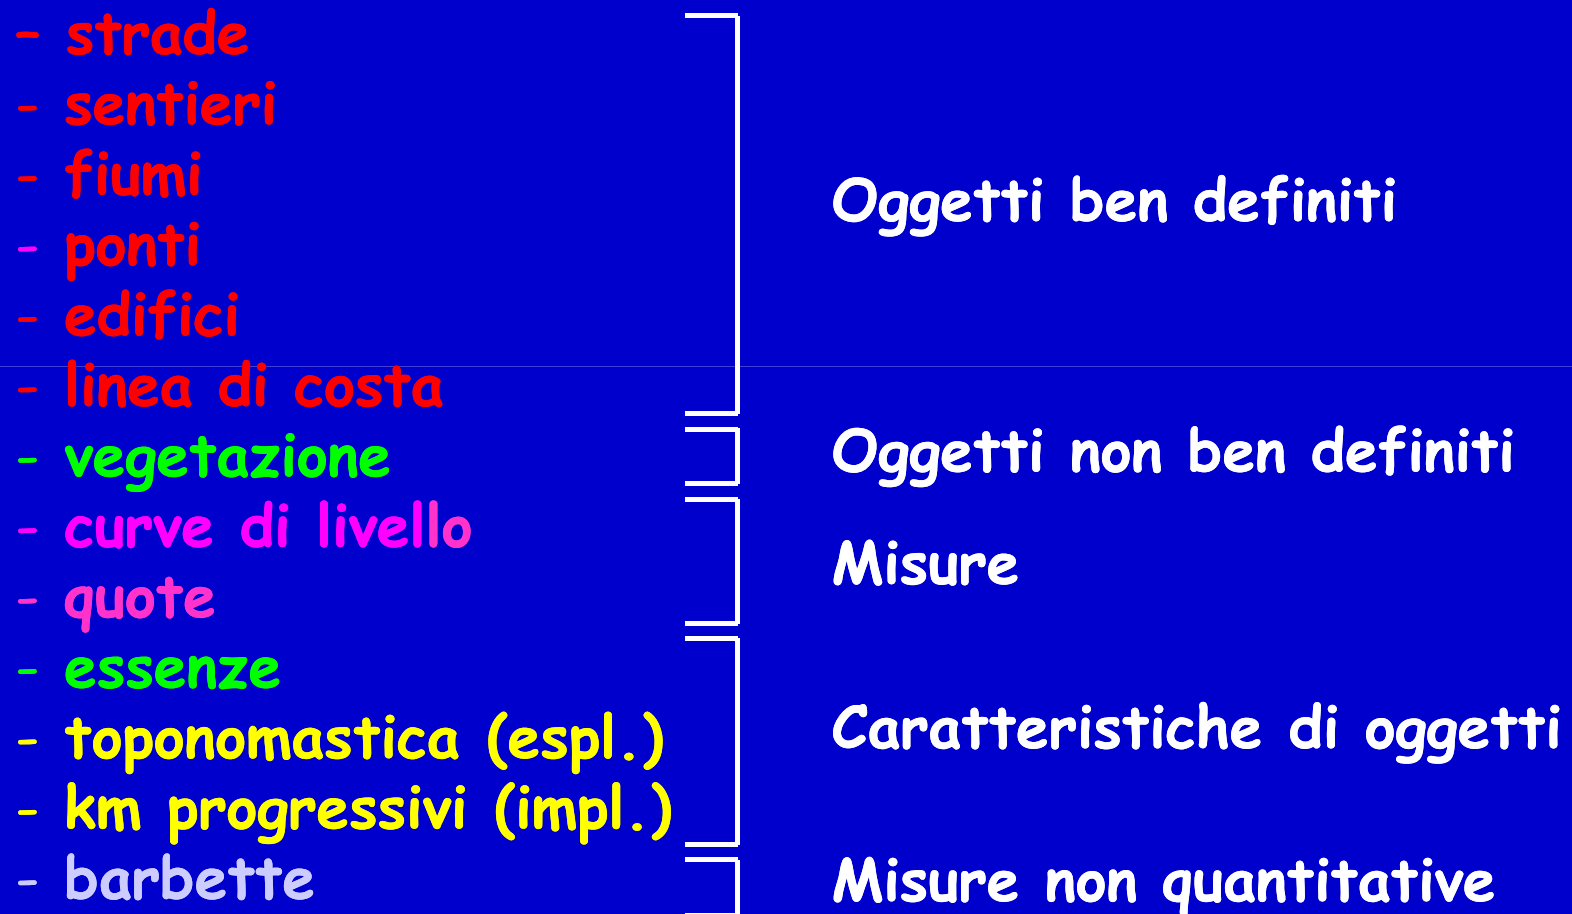 - strade
- sentieri
- fiumi
Oggetti ben definiti
- ponti
- edifici
- linea di costa
- vegetazione
Oggetti non ben definiti
- curve di livello
Misure
- quote
- essenze
- toponomastica (espl.)
Caratteristiche di oggetti
- km progressivi (impl.)
- barbette
Misure non quantitative